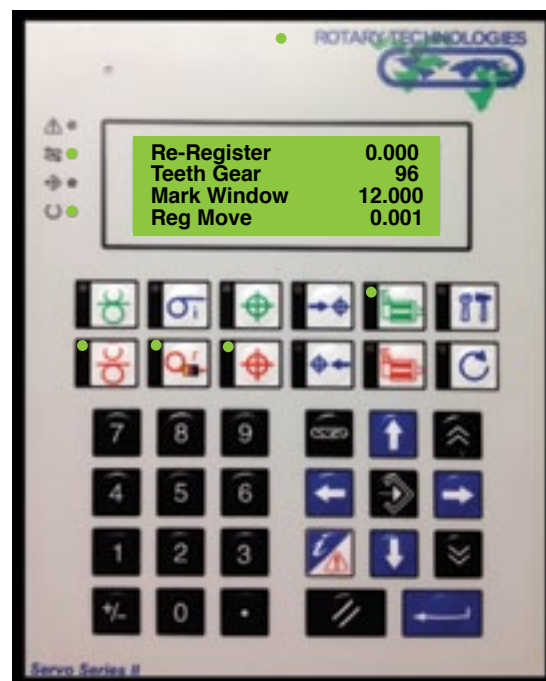 ROTARY TECHNOLOGIES
Re-Register 0.000
Teeth Gear 96
Mark Window 12.000
Reg Move 0.001
i
r
7 8 9
4 5 6
i
1 2 3
+/- 0 .
Servo Series II